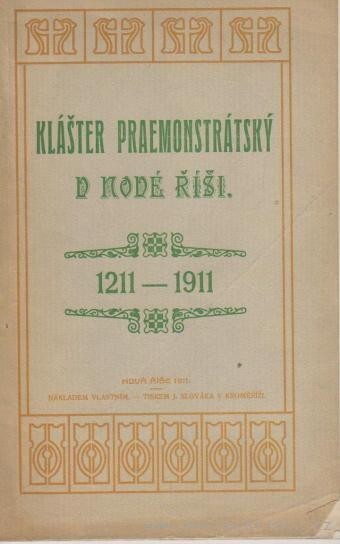 KLÁŠTER PRAEMONSTRÁTSKÝ
V NOVÉ ŘÍŠI.
1211 — 1911
NOVÁ ŘÍŠE 1911.
NÁKLADEM VLASTNÍM. — TISKEM J. SLOVÁKA V KROMĚŘÍŽI.